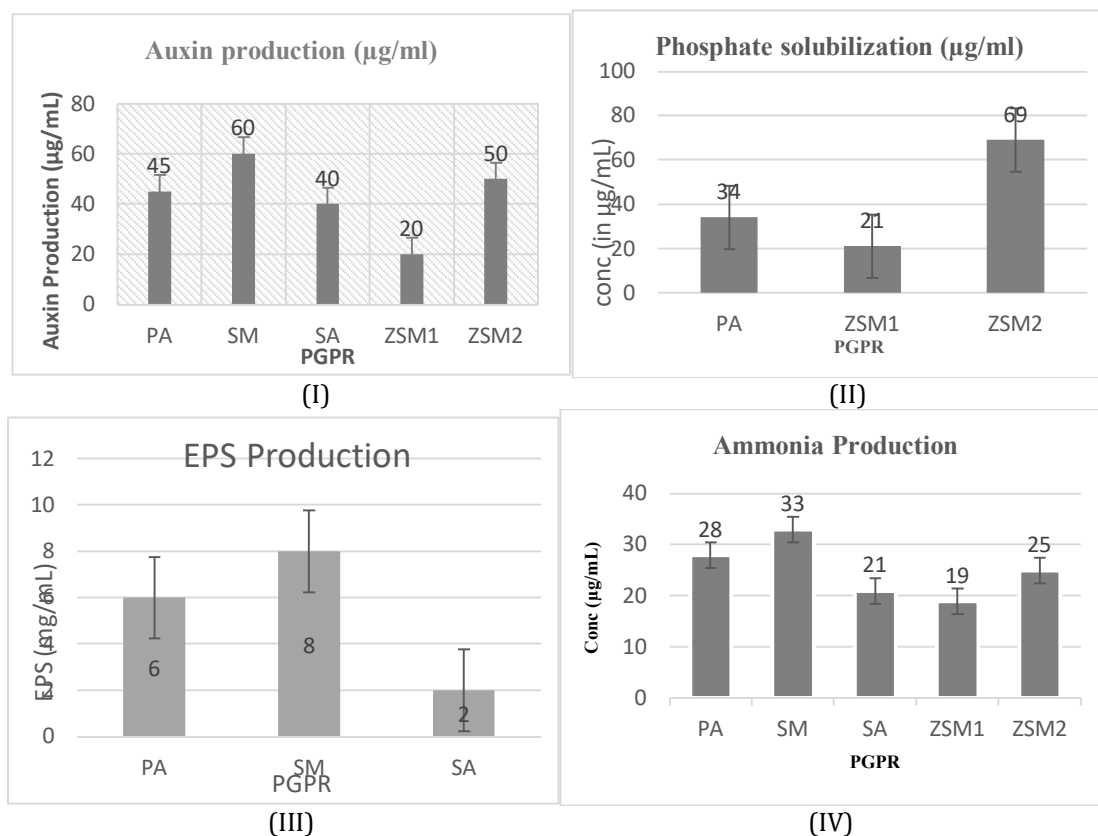 Auxin production (µg/ml)
Auxin Production (µg/mL)
80
60
40
20
0
45
60
40
20
50
PA SM SA ZSM1 ZSM2
PGPR
(I)
Phosphate solubilization (µg/ml)
conc (in µg/mL)
100
80
60
40
20
0
34
21
69
PA ZSM1 ZSM2
PGPR
(II)
EPS Production
EPS (mg/mL)
12
10
8
6
4
2
0
6
8
2
PA SM SA
PGPR
(III)
Ammonia Production
Conc (µg/mL)
40
30
20
10
0
28
33
21
19
25
PA SM SA ZSM1 ZSM2
PGPR
(IV)